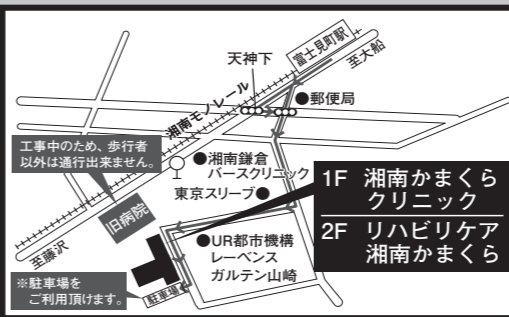 富士見町駅
至大船
天神下
湘南モノレール
●郵便局
工事中のため、歩行者
以外は通行出来ません。
●湘南鎌倉
バースクリニック
東京スリーブ●
1F 湘南かまくら
クリニック
2F リハビリケア
湘南かまくら
旧病院
至藤沢
●UR都市機構
レーベンス
ガルテン山崎
※駐車場を
ご利用頂けます。
駐車場